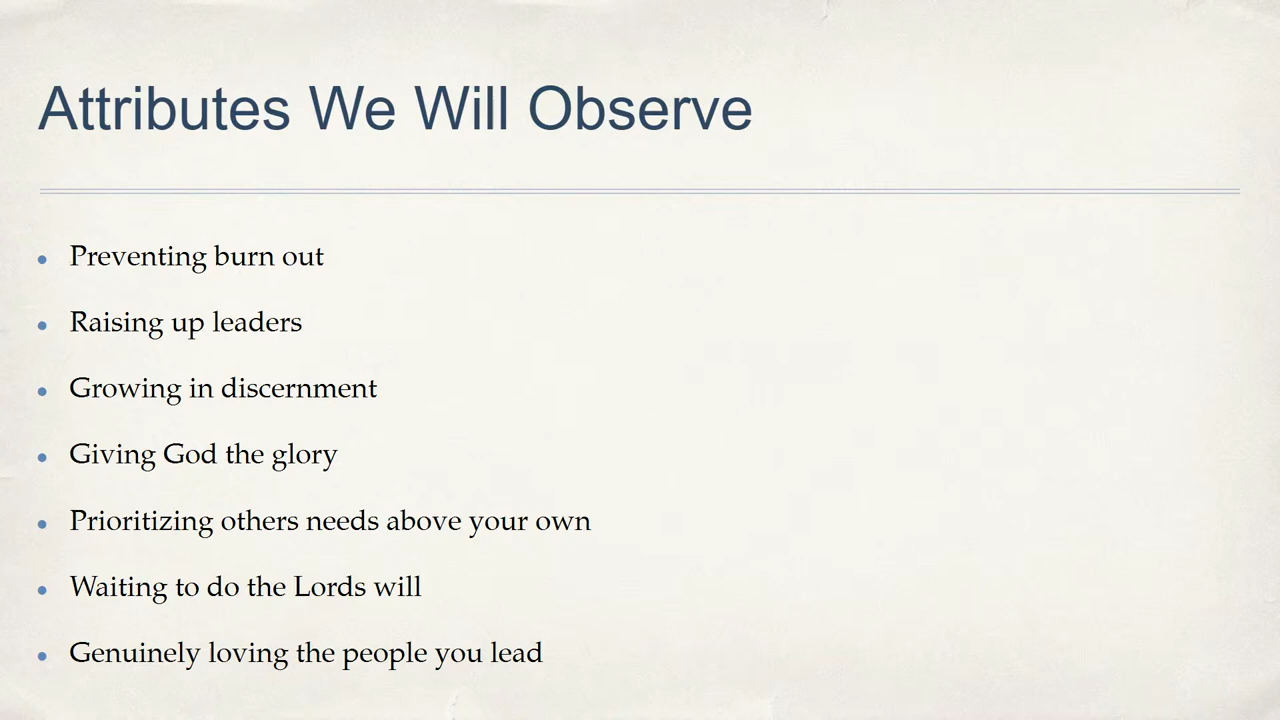 Attributes We Will Observe
Preventing burn out
Raising up leaders
Growing in discernment
Giving God the glory
Prioritizing others needs above your own
Waiting to do the Lords will
Genuinely loving the people you lead